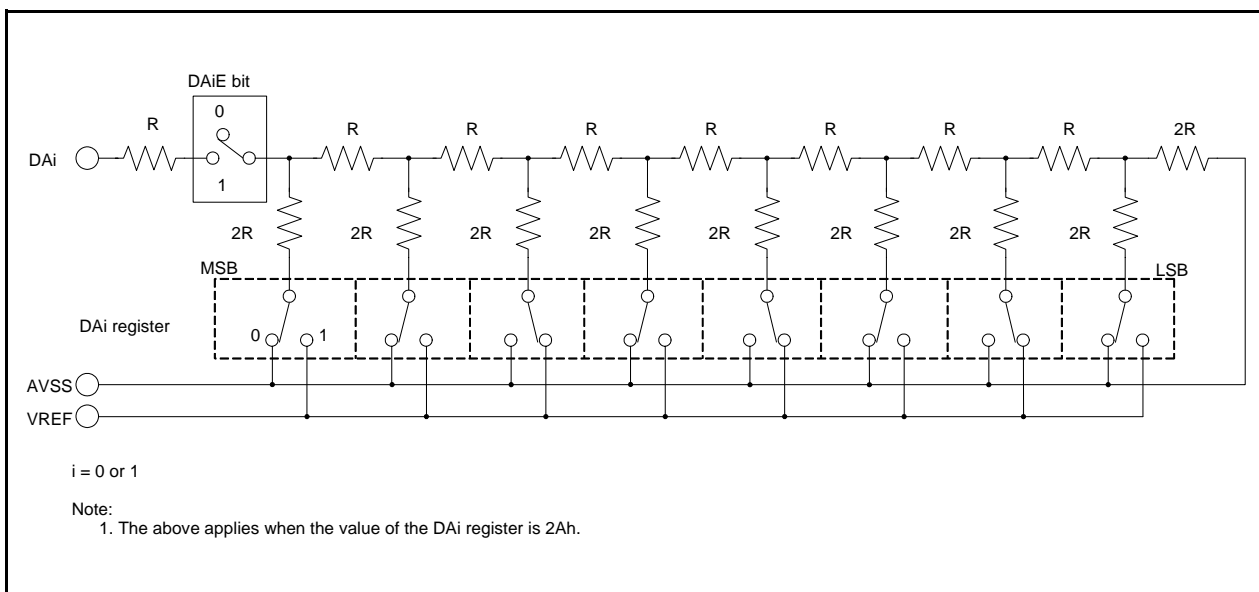 DAiE bit
0
R R R R R R R R 2R
DAi
1
2R 2R 2R 2R 2R 2R 2R 2R
MSB LSB
DAi register 0 1
AVSS
VREF
i = 0 or 1
Note:
1. The above applies when the value of the DAi register is 2Ah.